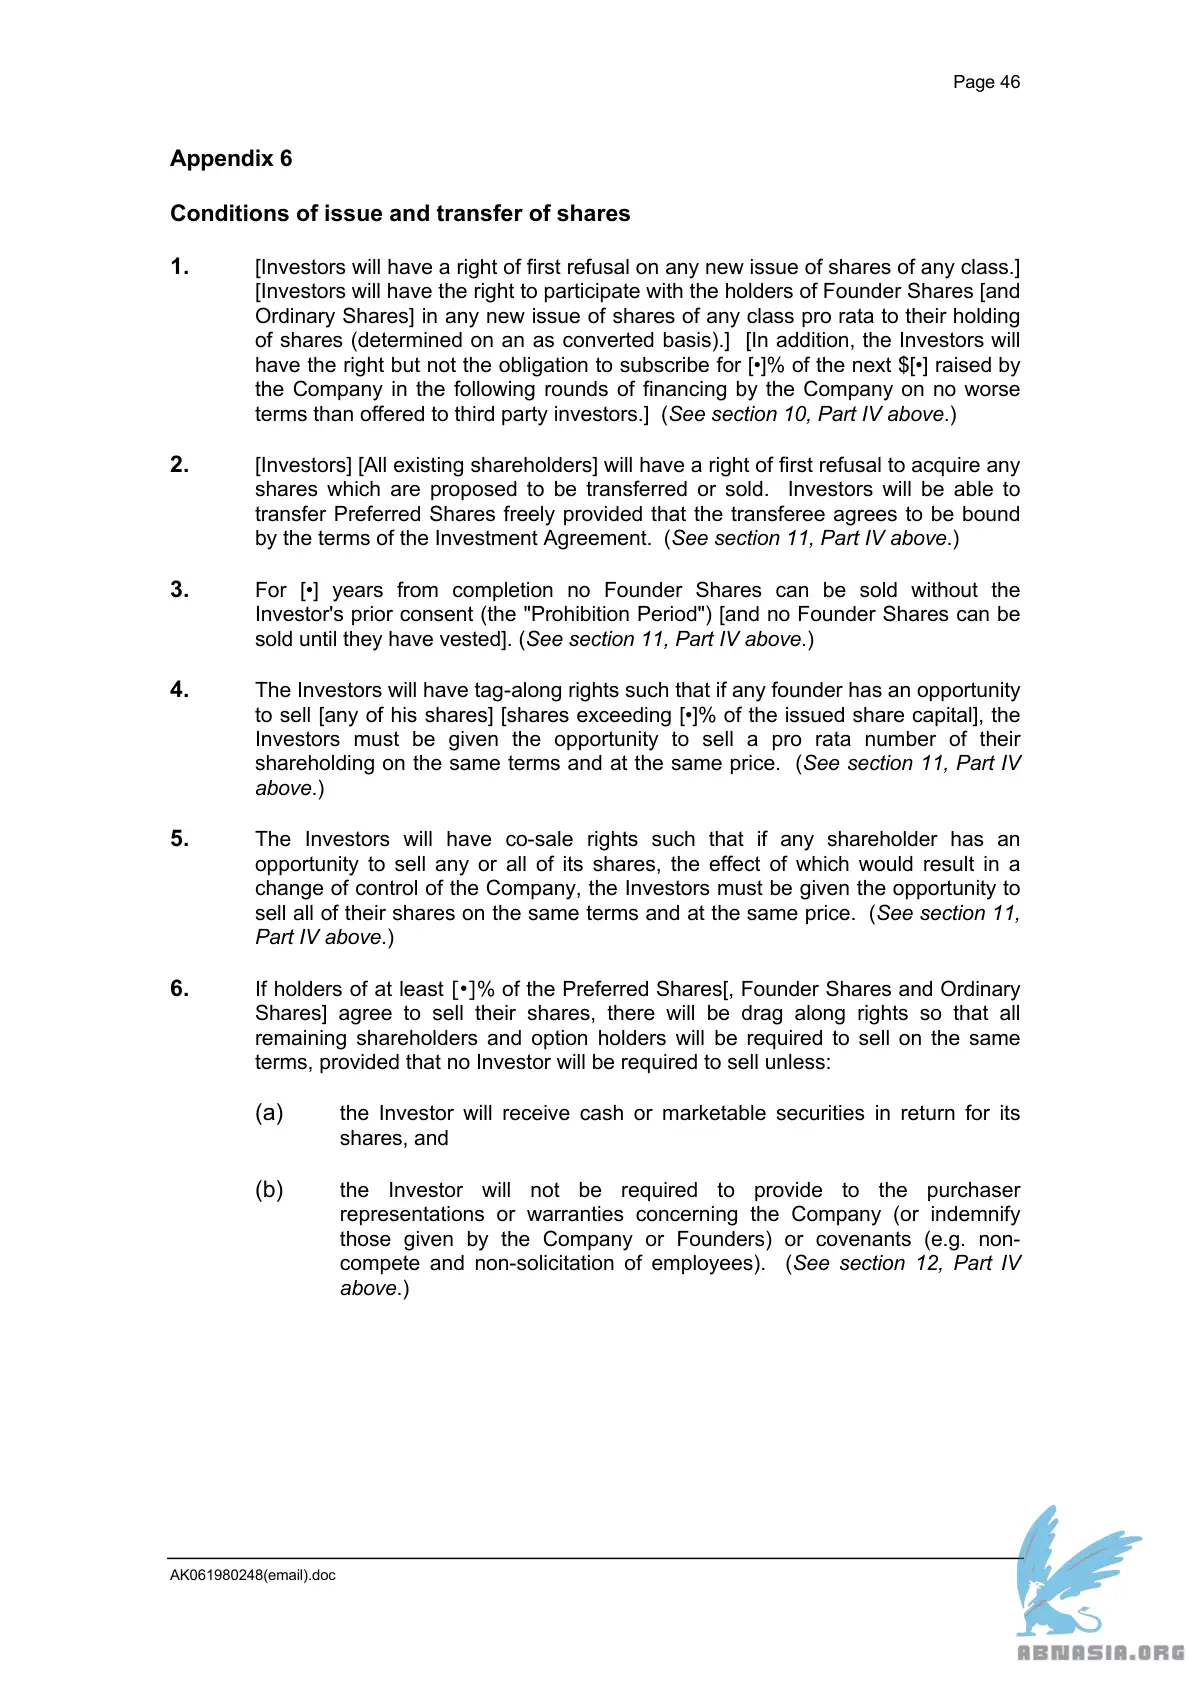 Page 46
Appendix 6
Conditions of issue and transfer of shares
1. [Investors will have a right of first refusal on any new issue of shares of any class.]
[Investors will have the right to participate with the holders of Founder Shares [and
Ordinary Shares] in any new issue of shares of any class pro rata to their holding
of shares (determined on an as converted basis).]  [In addition, the Investors will
have the right but not the obligation to subscribe for [•]% of the next $[•] raised by
the Company in the following rounds of financing by the Company on no worse
terms than offered to third party investors.]  (See section 10, Part IV above.)
2. [Investors] [All existing shareholders] will have a right of first refusal to acquire any
shares which are proposed to be transferred or sold.  Investors will be able to
transfer Preferred Shares freely provided that the transferee agrees to be bound
by the terms of the Investment Agreement.  (See section 11, Part IV above.)
3. For [•] years from completion no Founder Shares can be sold without the
Investor's prior consent (the "Prohibition Period") [and no Founder Shares can be
sold until they have vested]. (See section 11, Part IV above.)
4. The Investors will have tag-along rights such that if any founder has an opportunity
to sell [any of his shares] [shares exceeding [•]% of the issued share capital], the
Investors must be given the opportunity to sell a pro rata number of their
shareholding on the same terms and at the same price.  (See section 11, Part IV
above.)
5. The Investors will have co-sale rights such that if any shareholder has an
opportunity to sell any or all of its shares, the effect of which would result in a
change of control of the Company, the Investors must be given the opportunity to
sell all of their shares on the same terms and at the same price.  (See section 11,
Part IV above.)
6. If holders of at least [•]% of the Preferred Shares[, Founder Shares and Ordinary
Shares] agree to sell their shares, there will be drag along rights so that all
remaining shareholders and option holders will be required to sell on the same
terms, provided that no Investor will be required to sell unless:
(a) the Investor will receive cash or marketable securities in return for its
shares, and
(b) the Investor will not be required to provide to the purchaser
representations or warranties concerning the Company (or indemnify
those given by the Company or Founders) or covenants (e.g. non-
compete and non-solicitation of employees).  (See section 12, Part IV
above.)
AK061980248(email).doc
ABNASIA.ORG